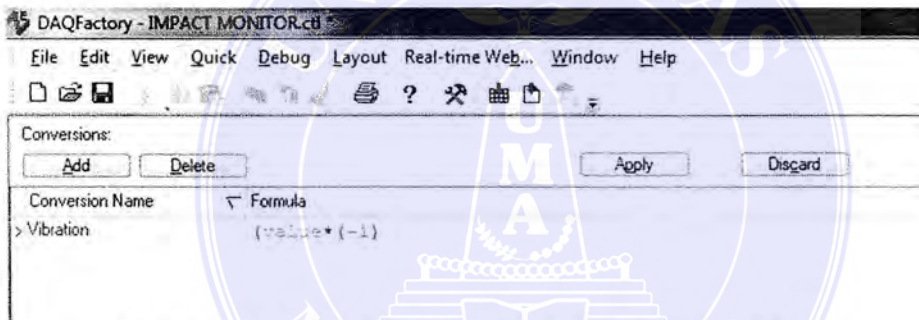 DAQFactory - IMPACT MONITOR.ctl *
File Edit View Quick Debug Layout Real-time Web... Window Help
Conversions:
Add Delete Apply Discard
Conversion Name Formula
Vibration (value*(-1)
U
M
A